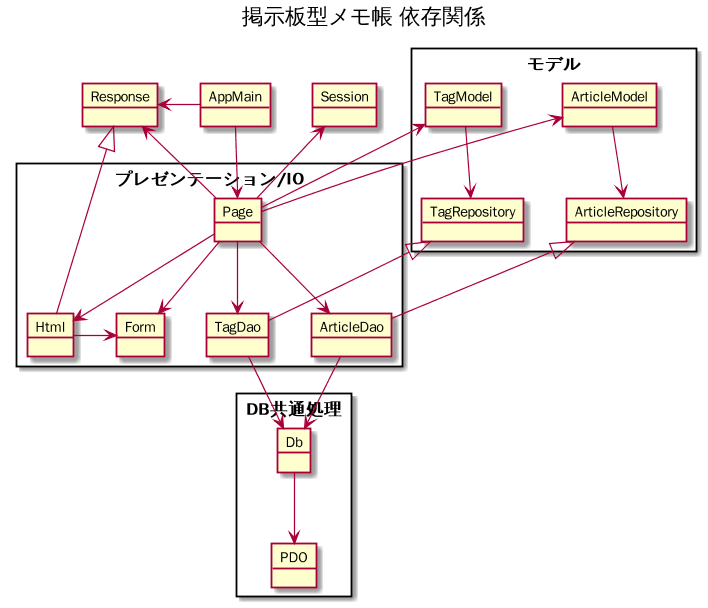 掲示板型メモ帳 依存関係
モデル
Response
AppMain
Session
TagModel
ArticleModel
プレゼンテーション/IO
Page
TagRepository
ArticleRepository
Html
Form
TagDao
ArticleDao
DB共通処理
Db
PDO